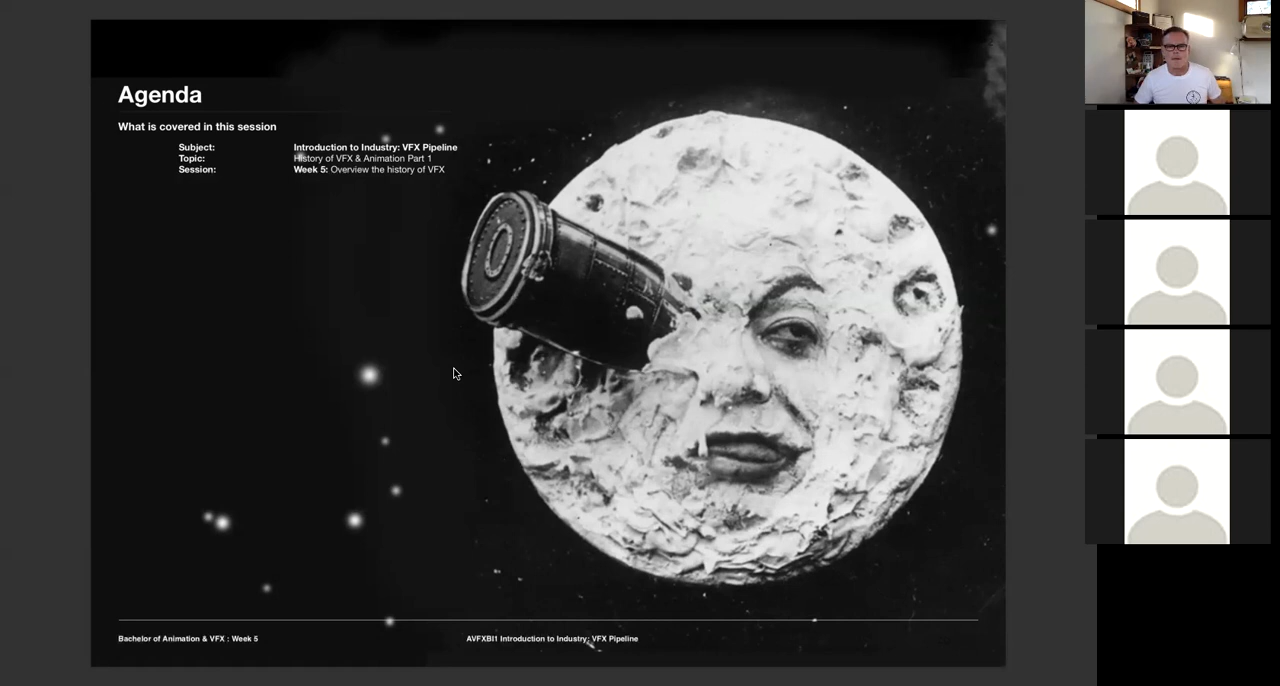 Agenda
What is covered in this session
Subject: Introduction to Industry: VFX Pipeline
Topic: History of VFX & Animation Part 1
Session: Week 5: Overview the history of VFX
Bachelor of Animation & VFX : Week 5 AVFXBI1 Introduction to Industry: VFX Pipeline